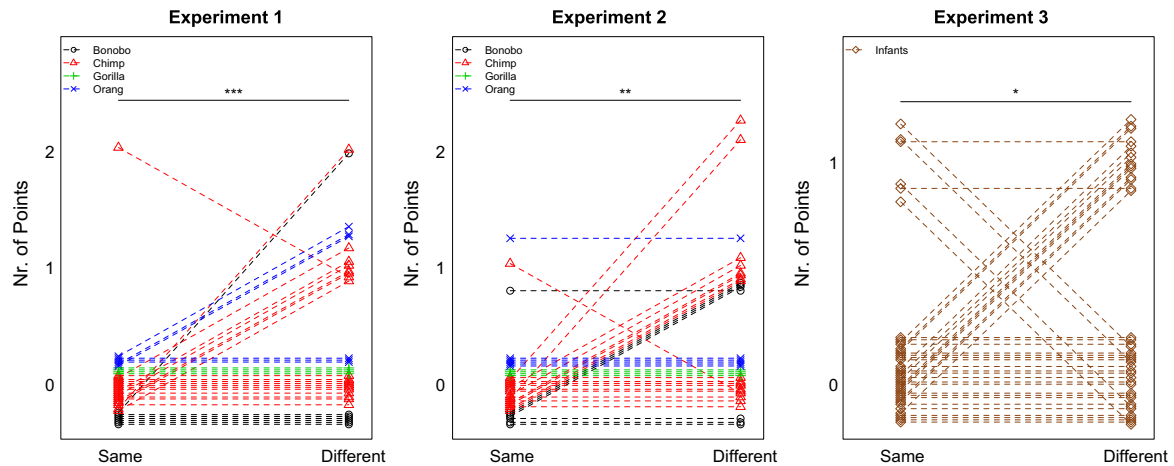 Experiment 1
Nr. of Points
2
1
0
Bonobo
Chimp
Gorilla
Orang
***
Same Different
Experiment 2
Nr. of Points
2
1
0
Bonobo
Chimp
Gorilla
Orang
**
Same Different
Experiment 3
Nr. of Points
1
0
Infants
*
Same Different